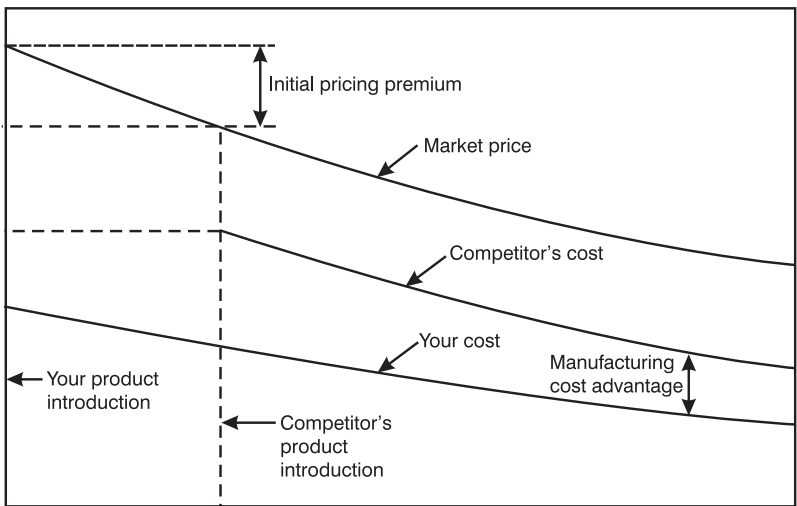 Initial pricing premium
Market price
Competitor’s cost
Your cost
Manufacturing
cost advantage
Your product
introduction
Competitor’s
product
introduction